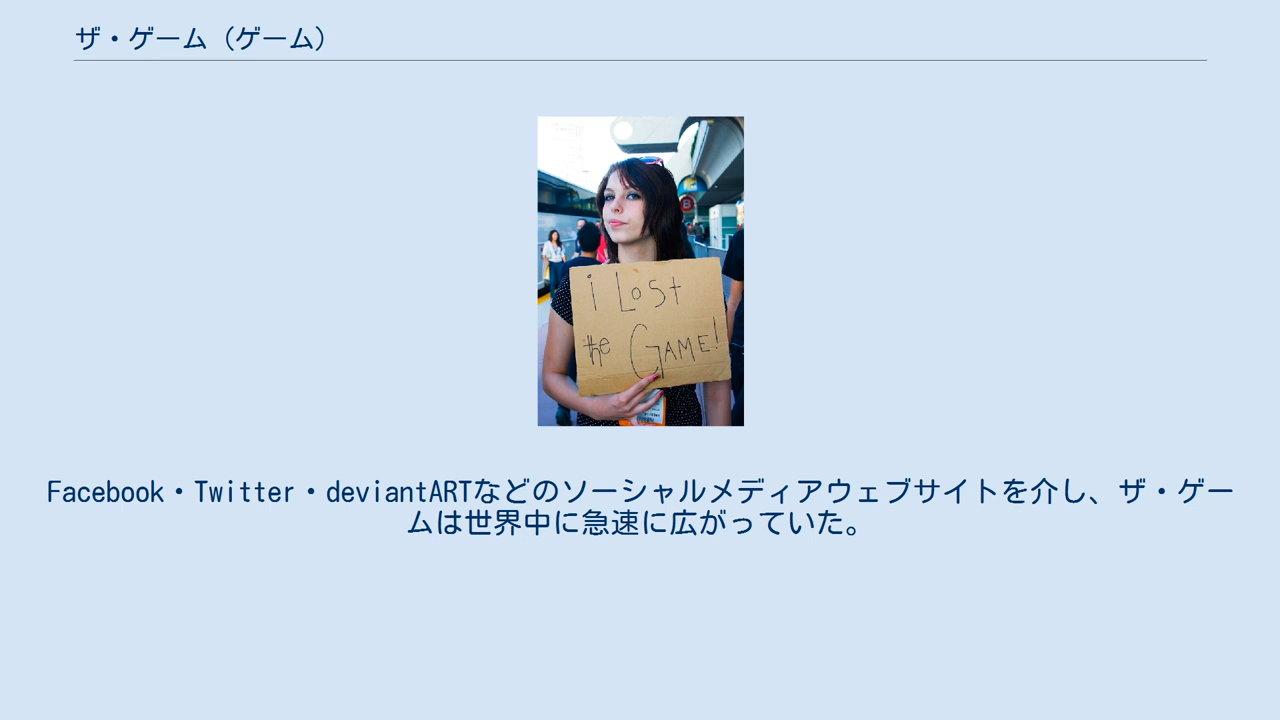 ザ・ゲーム（ゲーム）
i Lost
the GAME!
Facebook・Twitter・deviantARTなどのソーシャルメディアウェブサイトを介し、ザ・ゲー
ムは世界中に急速に広がっていた。